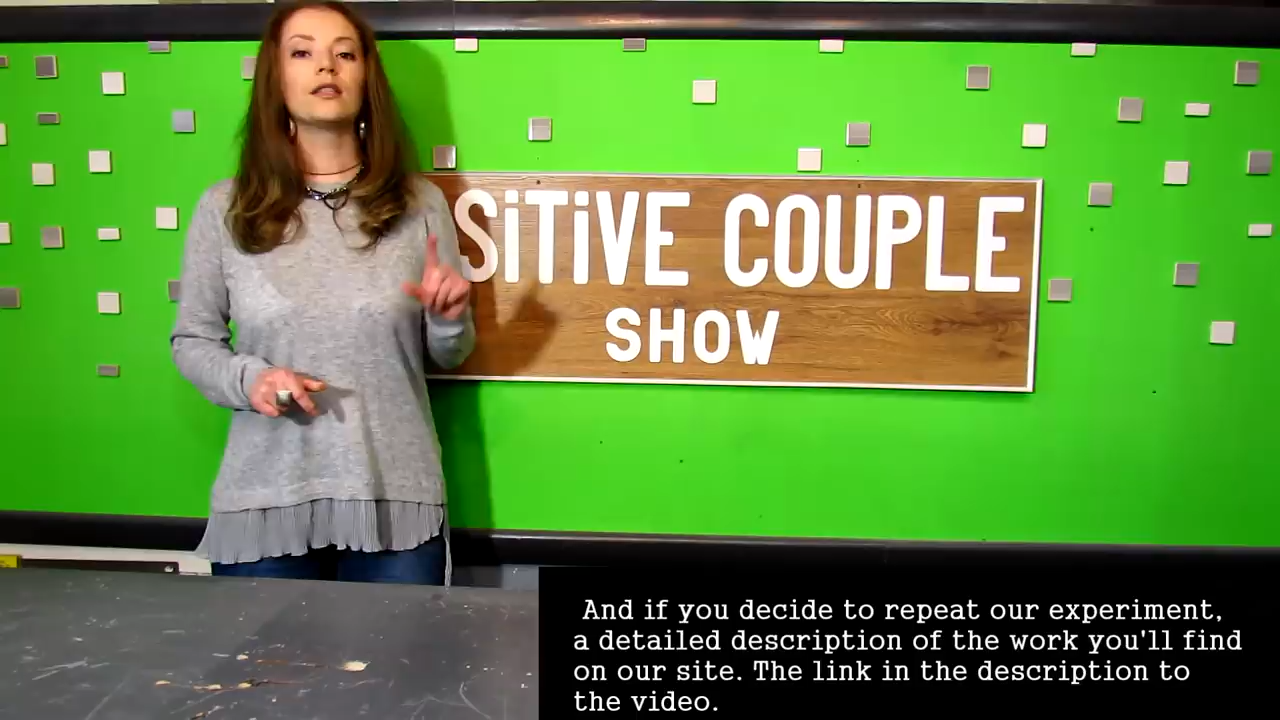 SiTiVE COUPLE
SHOW
And if you decide to repeat our experiment,
a detailed description of the work you'll find
on our site. The link in the description to
the video.